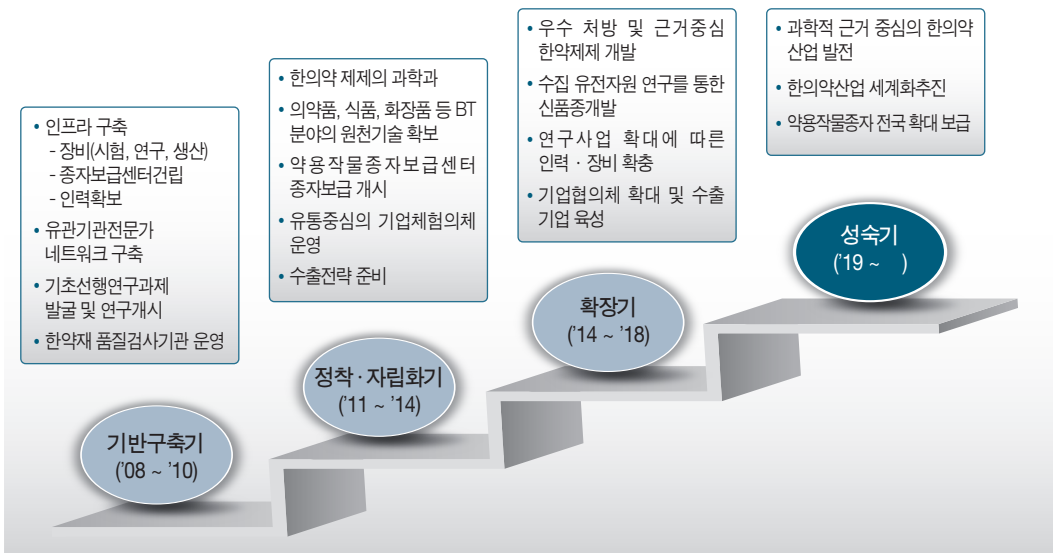 • 인프라 구축
- 장비(시험, 연구, 생산)
- 종자보급센터건립
- 인력확보
• 유관기관전문가
네트워크 구축
• 기초선행연구과제
발굴 및 연구개시
• 한약재 품질검사기관 운영
기반구축기
('08 ~ '10)
• 한의약 제제의 과학과
• 의약품, 식품, 화장품 등 BT
분야의 원천기술 확보
• 약용작물종자보급센터
종자보급 개시
• 유통중심의 기업체험의체
운영
• 수출전략 준비
정착 · 자립화기
('11 ~ '14)
• 우수 처방 및 근거중심
한약제제 개발
• 수집 유전자원 연구를 통한
신품종개발
• 연구사업 확대에 따른
인력 · 장비 확충
• 기업협의체 확대 및 수출
기업 육성
확장기
('14 ~ '18)
• 과학적 근거 중심의 한의약
산업 발전
• 한의약산업 세계화추진
• 약용작물종자 전국 확대 보급
성숙기
('19 ~ )